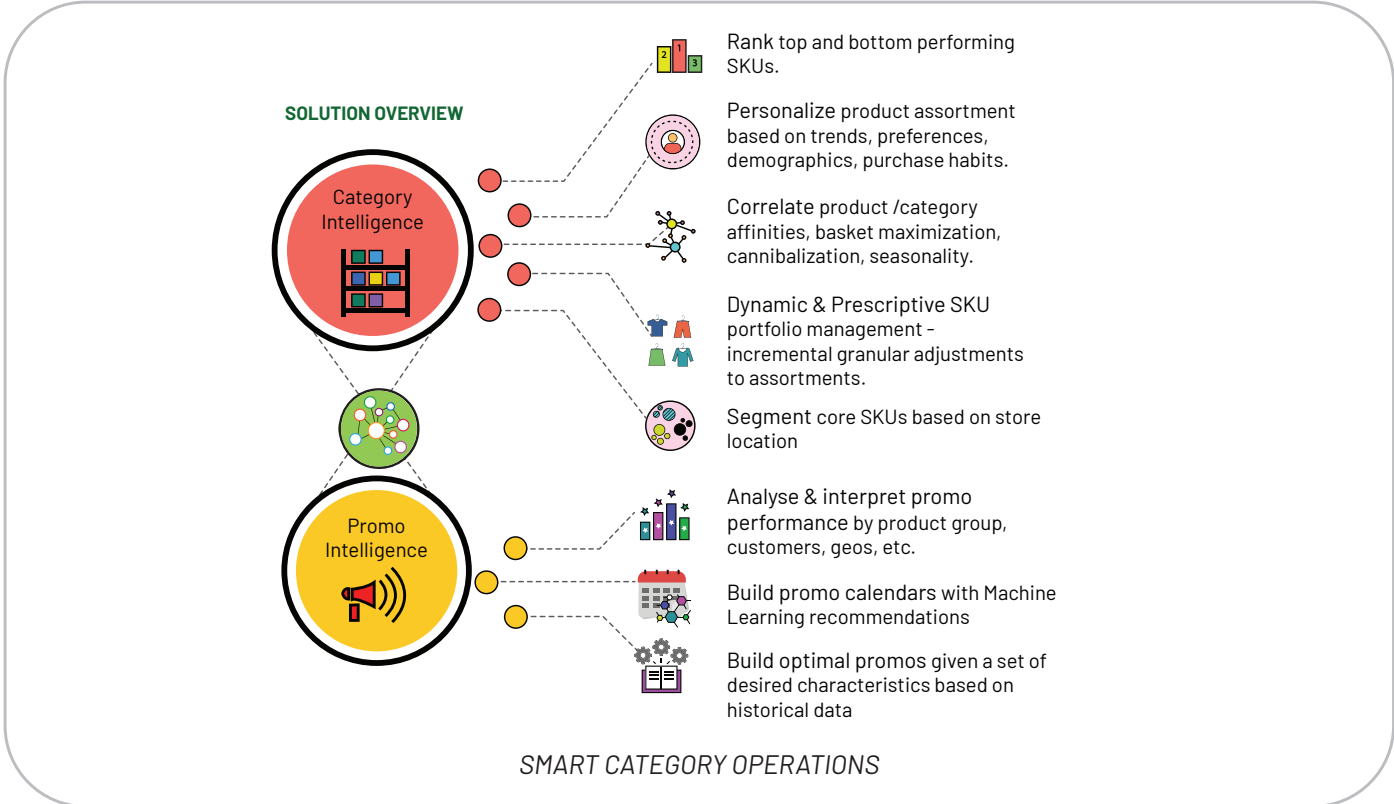 SOLUTION OVERVIEW
Category
Intelligence
2
1
3
Rank top and bottom performing
SKUs.
Personalize product assortment
based on trends, preferences,
demographics, purchase habits.
Correlate product /category
affinities, basket maximization,
cannibalization, seasonality.
Dynamic & Prescriptive SKU
portfolio management -
incremental granular adjustments
to assortments.
Segment core SKUs based on store
location
Promo
Intelligence
Analyse & interpret promo
performance by product group,
customers, geos, etc.
Build promo calendars with Machine
Learning recommendations
Build optimal promos given a set of
desired characteristics based on
historical data
SMART CATEGORY OPERATIONS